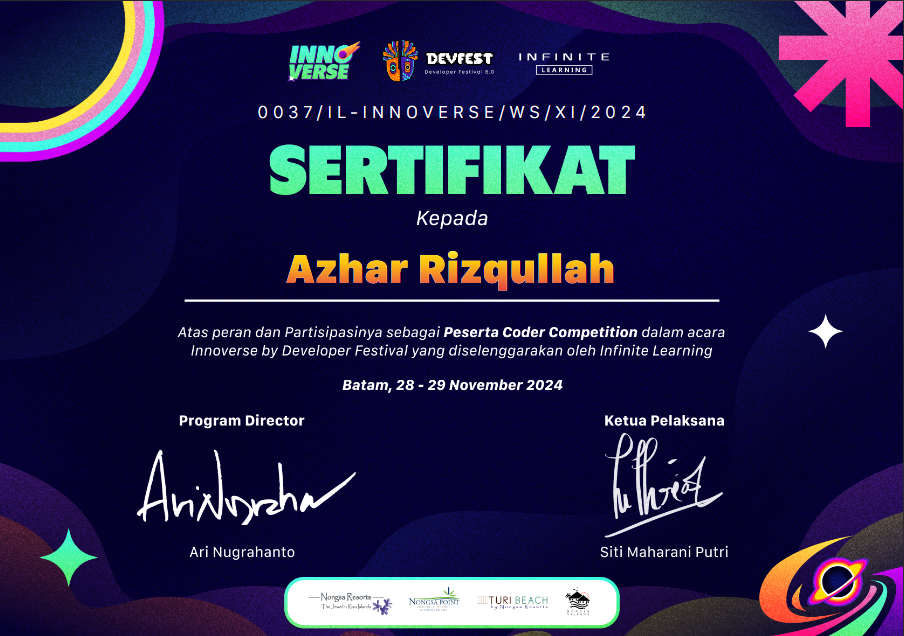 INNO
VERSE
DEVFEST
Developer Festival 6.0
INFINITE
LEARNING
0037/IL-INNOVERSE/WS/XI/2024
SERTIFIKAT
Kepada
Azhar Rizqullah
Atas peran dan Partisipasinya sebagai Peserta Coder Competition dalam acara
Innoverse by Developer Festival yang diselenggarakan oleh Infinite Learning
Batam, 28 - 29 November 2024
Program Director
Ketua Pelaksana
Ari Nugrahanto
Siti Maharani Putri
Nongsa Resorts
The Jewel in Riau Islands
NONGSA POINT
TURI BEACH
by Nongsa Resorts